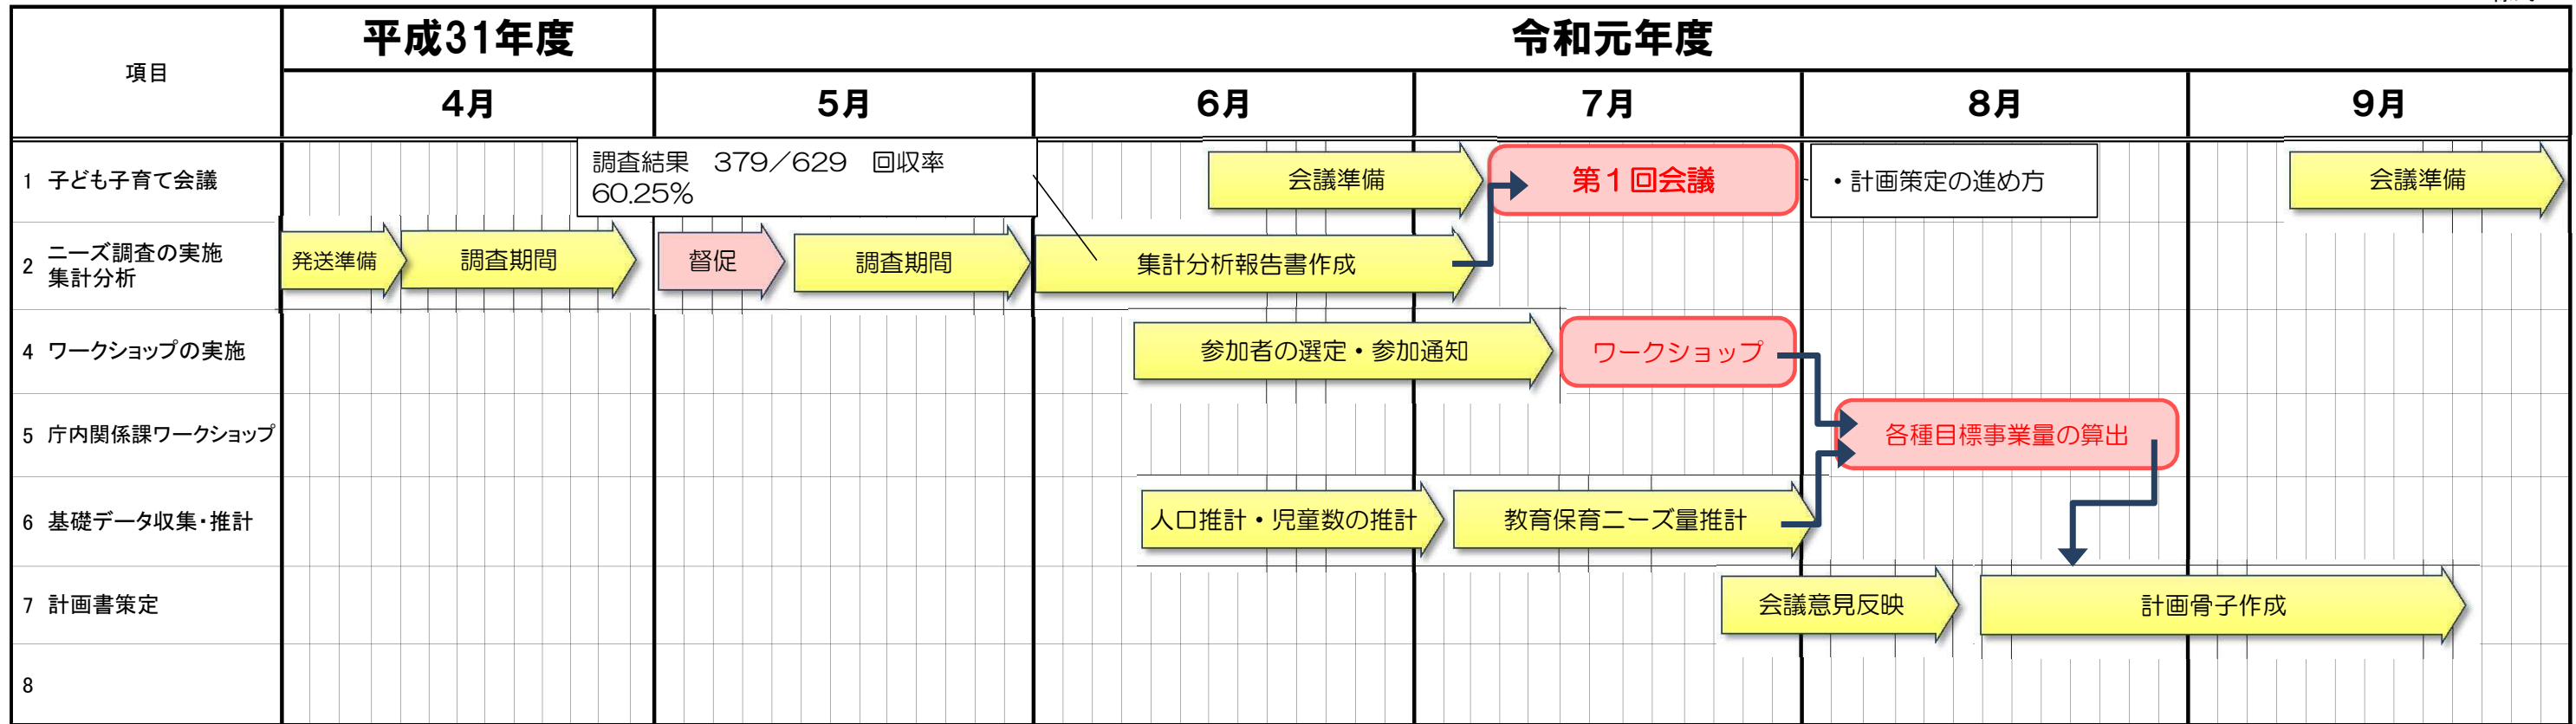 平成31年度
令和元年度
項目
4月
5月
6月
7月
8月
9月
調査結果 379／629 回収率
60.25%
1 子ども子育て会議
会議準備
第１回会議
・計画策定の進め方
会議準備
2 ニーズ調査の実施
集計分析
発送準備
調査期間
督促
調査期間
集計分析報告書作成
4 ワークショップの実施
参加者の選定・参加通知
ワークショップ
5 庁内関係課ワークショップ
各種目標事業量の算出
6 基礎データ収集・推計
人口推計・児童数の推計
教育保育ニーズ量推計
7 計画書策定
会議意見反映
計画骨子作成
8